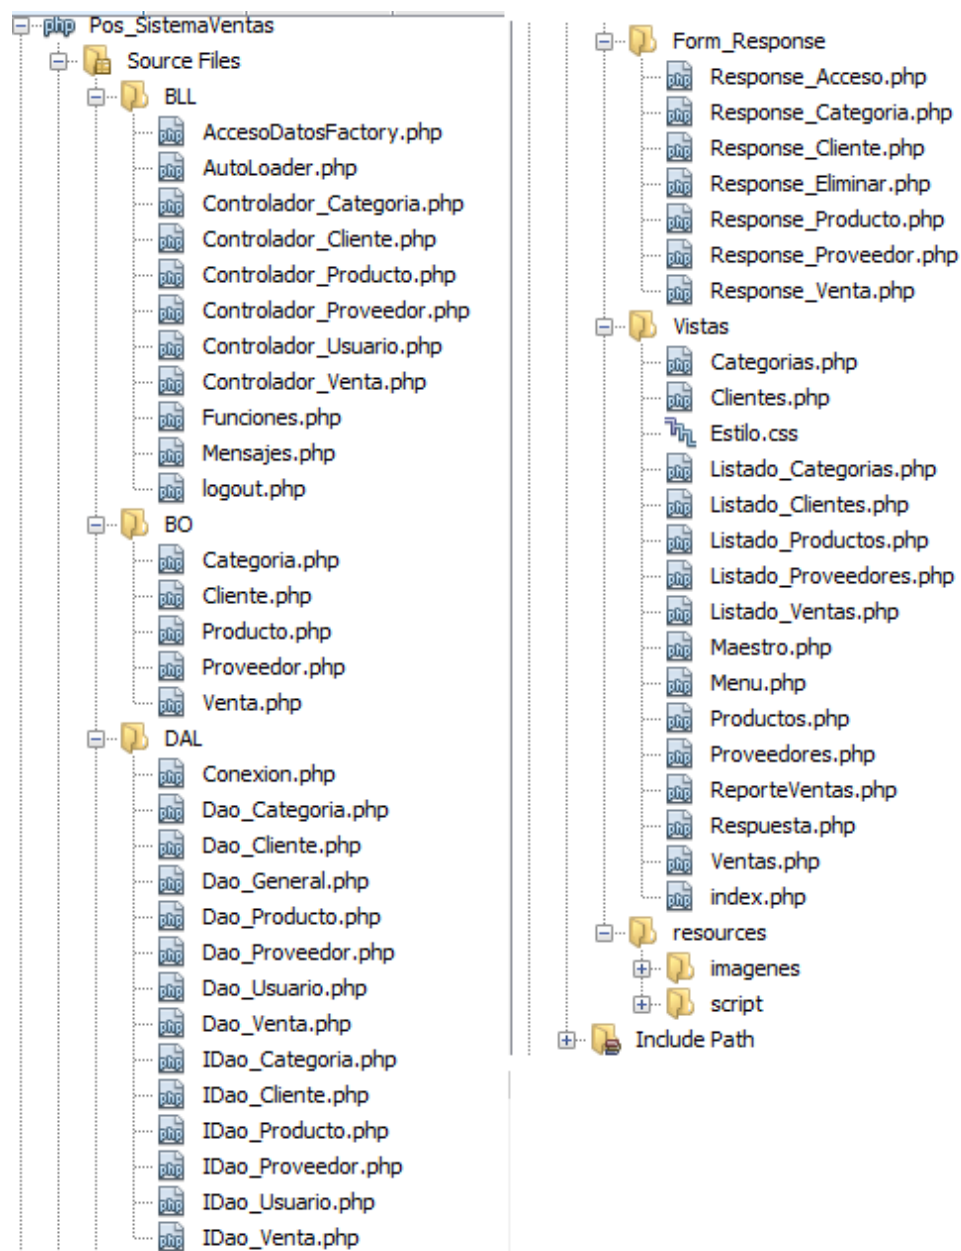 Pos_SistemaVentas
Source Files
BLL
AccesoDatosFactory.php
AutoLoader.php
Controlador_Categoria.php
Controlador_Cliente.php
Controlador_Producto.php
Controlador_Proveedor.php
Controlador_Usuario.php
Controlador_Venta.php
Funciones.php
Mensajes.php
logout.php
BO
Categoria.php
Cliente.php
Producto.php
Proveedor.php
Venta.php
DAL
Conexion.php
Dao_Categoria.php
Dao_Cliente.php
Dao_General.php
Dao_Producto.php
Dao_Proveedor.php
Dao_Usuario.php
Dao_Venta.php
IDao_Categoria.php
IDao_Cliente.php
IDao_Producto.php
IDao_Proveedor.php
IDao_Usuario.php
IDao_Venta.php
Form_Response
Response_Acceso.php
Response_Categoria.php
Response_Cliente.php
Response_Eliminar.php
Response_Producto.php
Response_Proveedor.php
Response_Venta.php
Vistas
Categorias.php
Clientes.php
Estilo.css
Listado_Categorias.php
Listado_Clientes.php
Listado_Productos.php
Listado_Proveedores.php
Listado_Ventas.php
Maestro.php
Menu.php
Productos.php
Proveedores.php
ReporteVentas.php
Respuesta.php
Ventas.php
index.php
resources
imagenes
script
Include Path